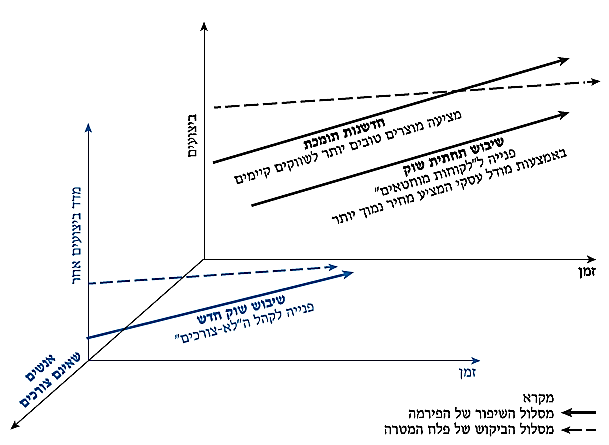 ביצועים
חדשנות תומכת
מציעה מוצרים טובים יותר לשווקים קיימים
שיבוש תחתית שוק
פנייה ל"לקוחות מוחטאים"
באמצעות מודל עסקי המציע מחיר נמוך יותר
זמן
מדד ביצועים אחר
שיבוש שוק חדש
פנייה לקהל ה"לא-צורכים"
אנשים
שאינם צורכים
זמן
מקרא
מסלול השיפור של הפירמה
מסלול הביקוש של פלח המטרה